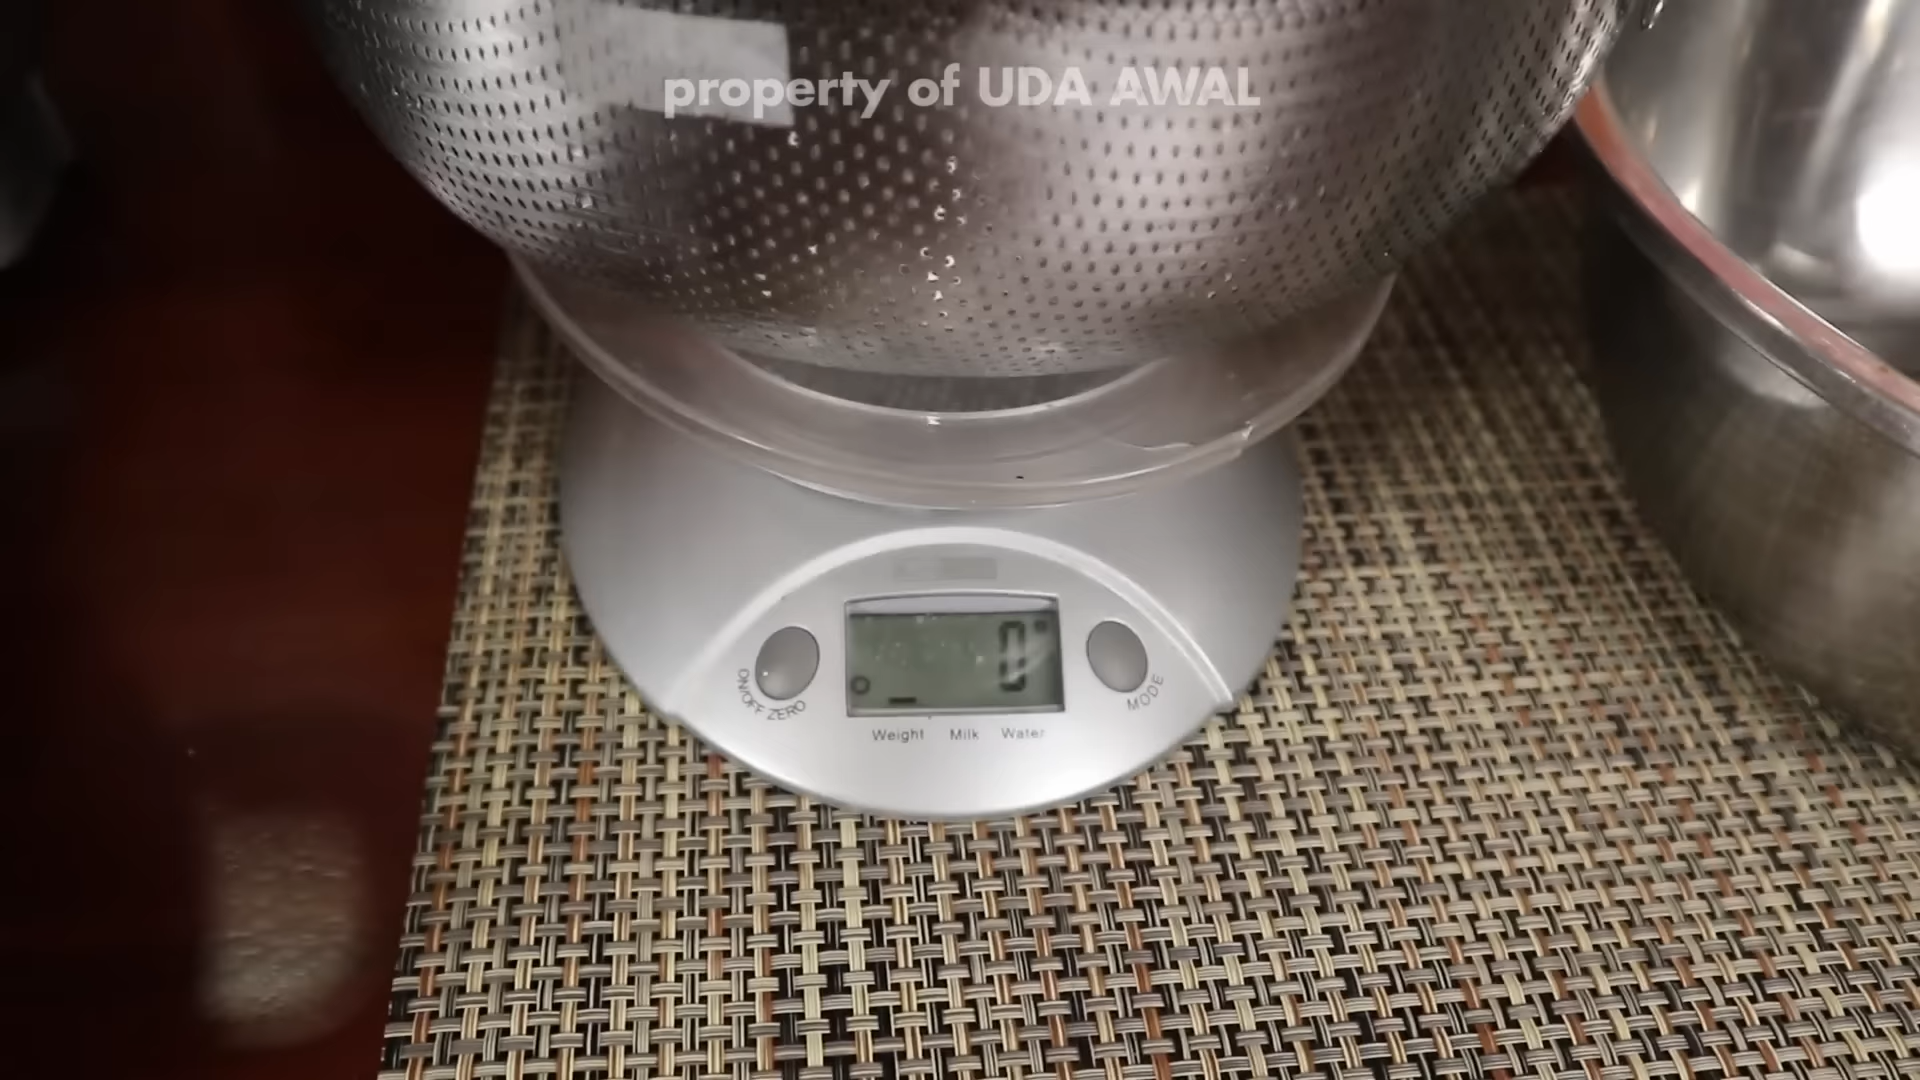 property of UDA AWAL
0
ON/OFF ZERO
MODE
Weight Milk Water